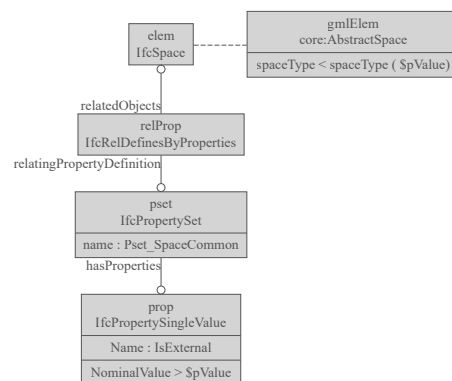 elem
IfcSpace
gmlElem
core:AbstractSpace
spaceType < spaceType ( $pValue)
relatedObjects
relProp
IfcRelDefinesByProperties
relatingPropertyDefinition
pset
IfcPropertySet
name : Pset_SpaceCommon
hasProperties
prop
IfcPropertySingleValue
Name : IsExternal
NominalValue > $pValue